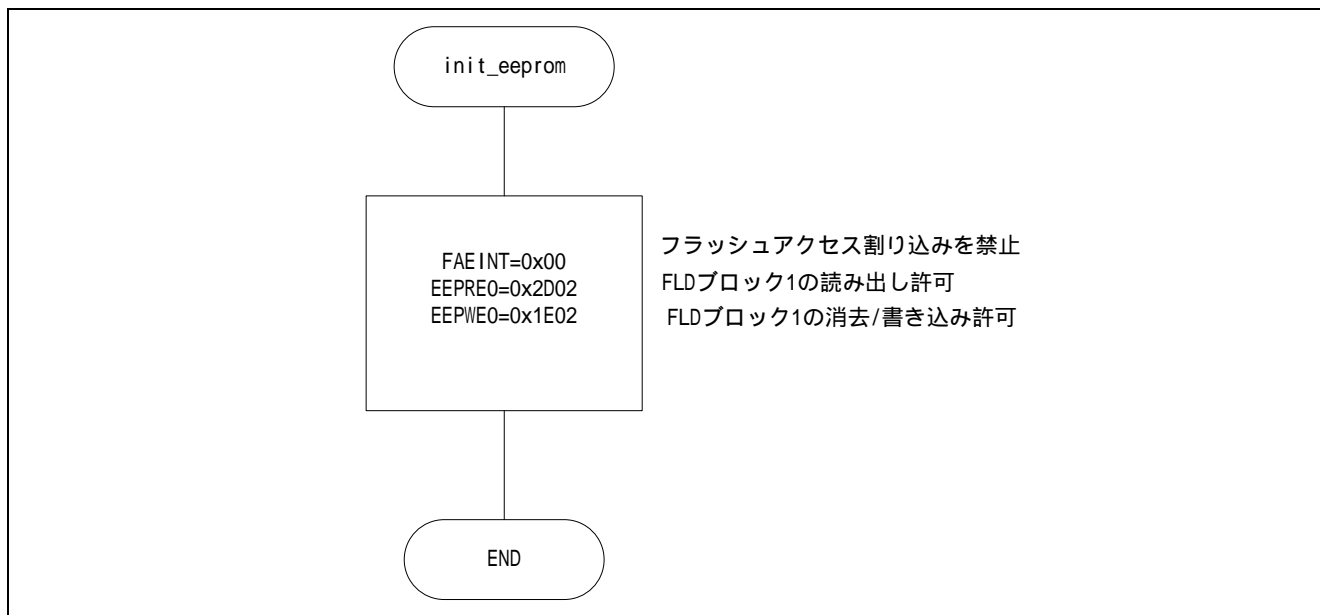 init_eeprom
FAEINT=0x00
EEPRE0=0x2D02
EEPWE0=0x1E02
フラッシュアクセス割り込みを禁止
FLDブロック1の読み出し許可
FLDブロック1の消去/書き込み許可
END